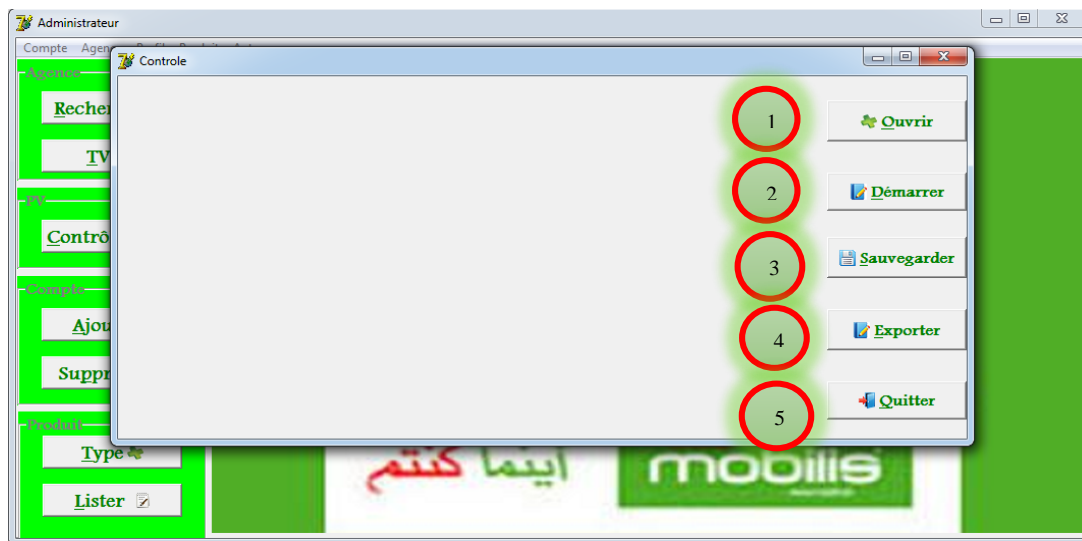 Administrateur
Compte Agen
Controle
Agence
Recher
TV
PV
Contrô
Compte
Ajou
Suppr
Produit
Type
Lister
1
Ouvrir
2
Démarrer
3
Sauvegarder
4
Exporter
5
Quitter
أينما كنتم
mobilis